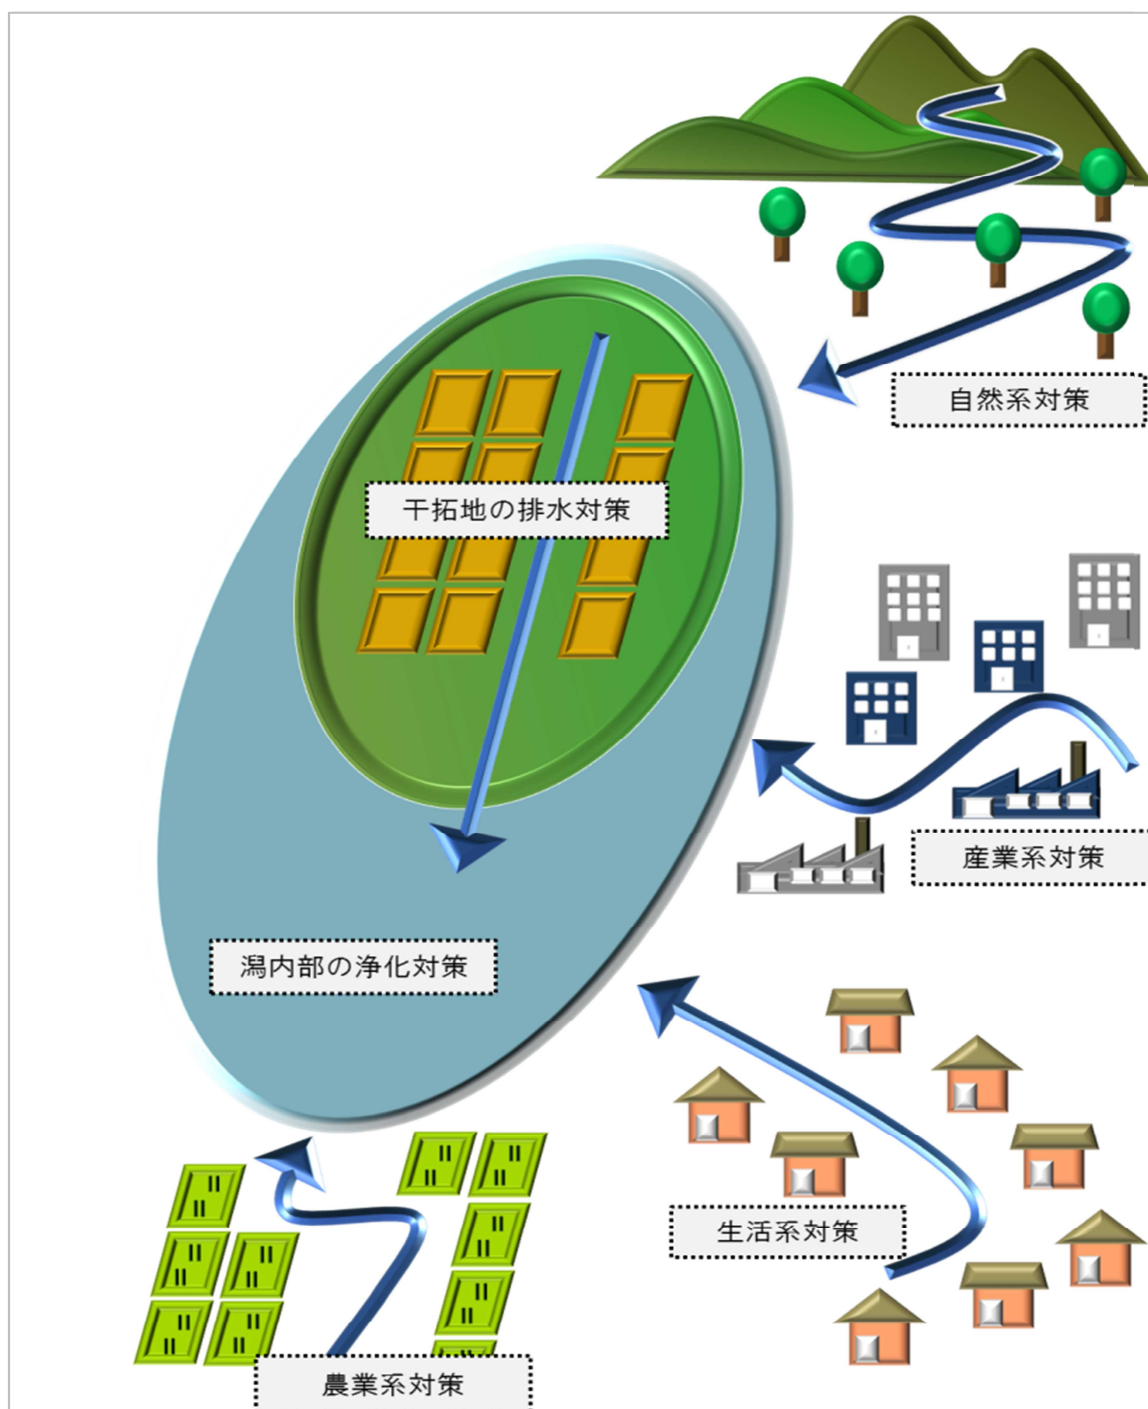 自然系対策
干拓地の排水対策
産業系対策
潟内部の浄化対策
生活系対策
農業系対策